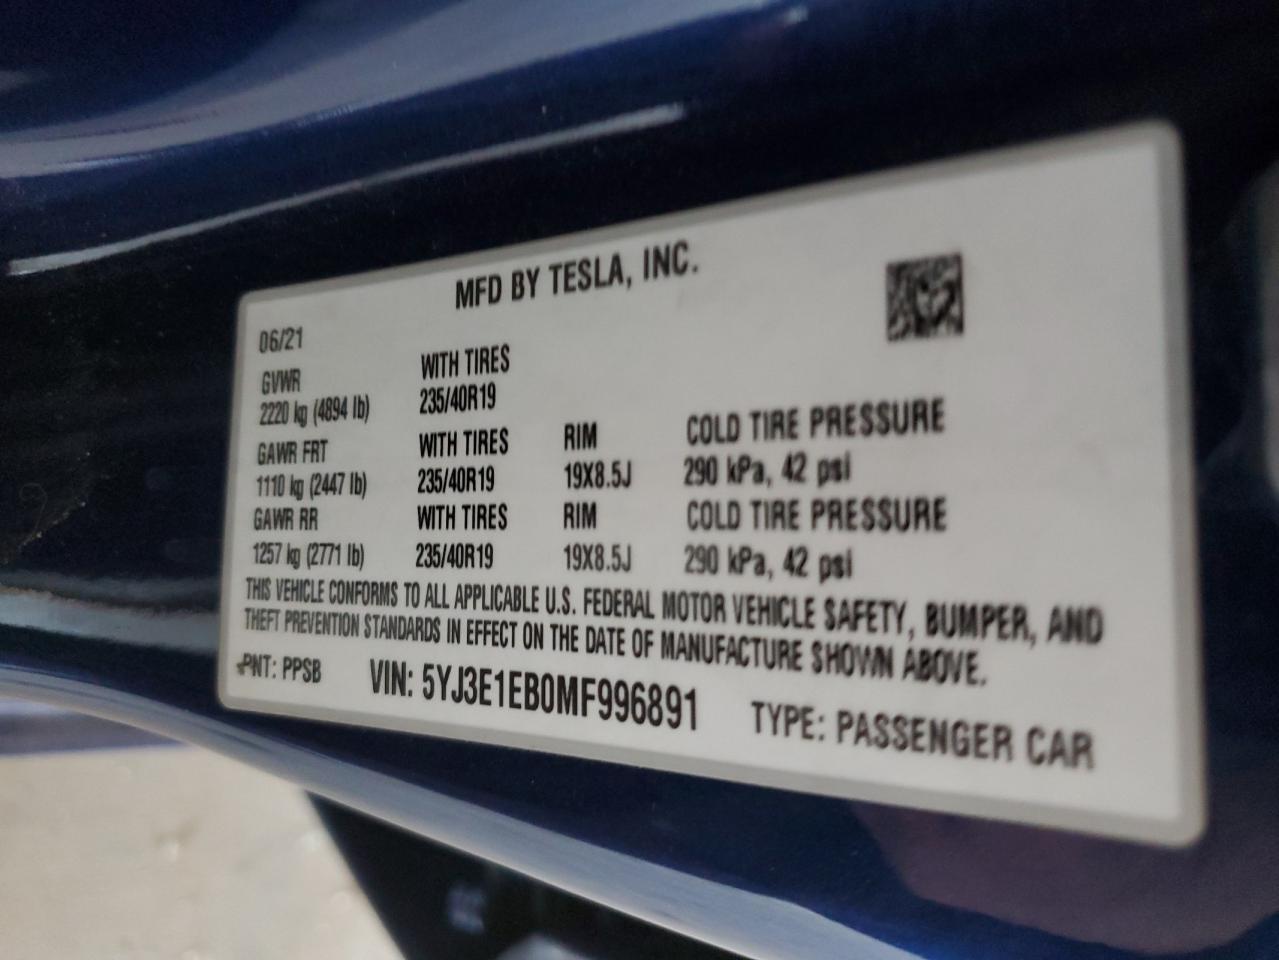 MFD BY TESLA, INC.
06/21
GVWR WITH TIRES
2220 kg (4894 lb) 235/40R19
GAWR FRT WITH TIRES RIM COLD TIRE PRESSURE
1110 kg (2447 lb) 235/40R19 19X8.5J 290 kPa, 42 psi
GAWR RR WITH TIRES RIM COLD TIRE PRESSURE
1257 kg (2771 lb) 235/40R19 19X8.5J 290 kPa, 42 psi
THIS VEHICLE CONFORMS TO ALL APPLICABLE U.S. FEDERAL MOTOR VEHICLE SAFETY, BUMPER, AND
THEFT PREVENTION STANDARDS IN EFFECT ON THE DATE OF MANUFACTURE SHOWN ABOVE.
PNT: PPSB VIN: 5YJ3E1EB0MF996891 TYPE: PASSENGER CAR